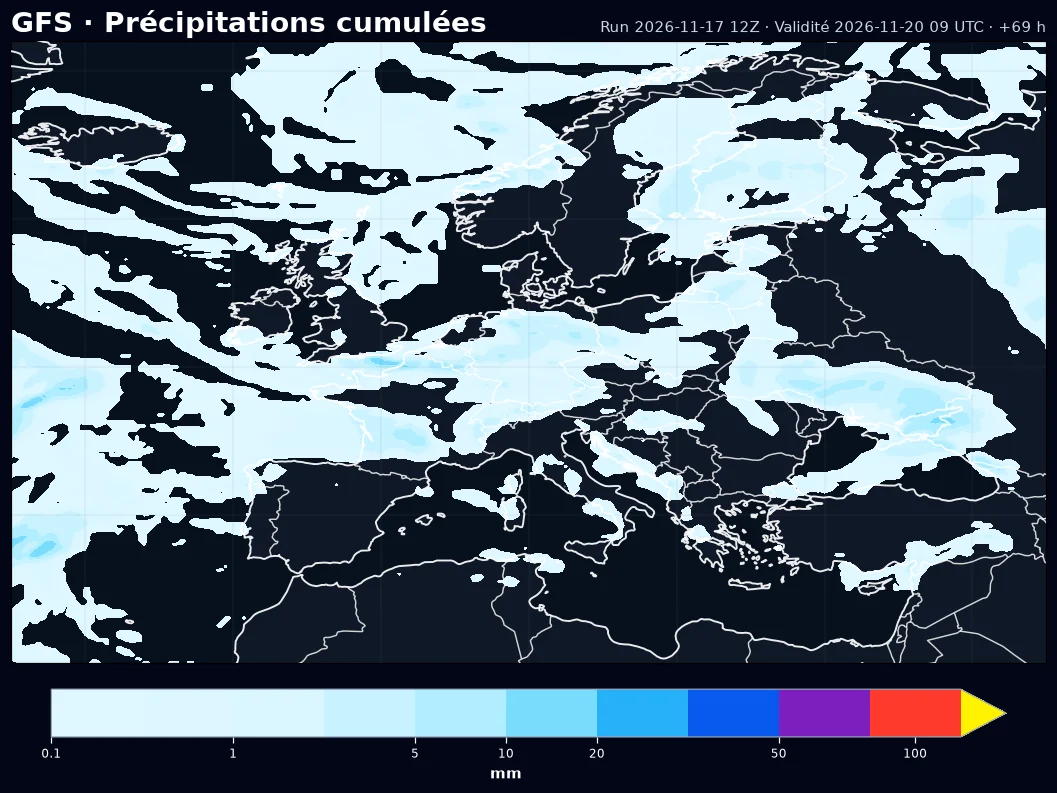 GFS · Précipitations cumulées
Run 2026-11-17 12Z · Validité 2026-11-20 09 UTC · +69 h
0.1 1 5 10 20 50 100
mm